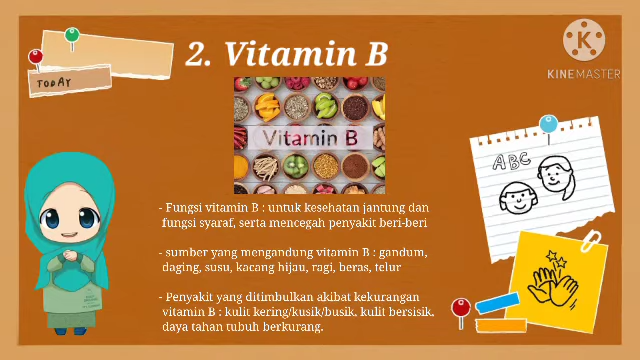 2. Vitamin B
KINEMASTER
TODAY
Vitamin B
ABC
- Fungsi vitamin B : untuk kesehatan jantung dan
fungsi syaraf, serta mencegah penyakit beri-beri
- sumber yang mengandung vitamin B : gandum,
daging, susu, kacang hijau, ragi, beras, telur
- Penyakit yang ditimbulkan akibat kekurangan
vitamin B : kulit kering/kusik/busik, kulit bersisik,
daya tahan tubuh berkurang.